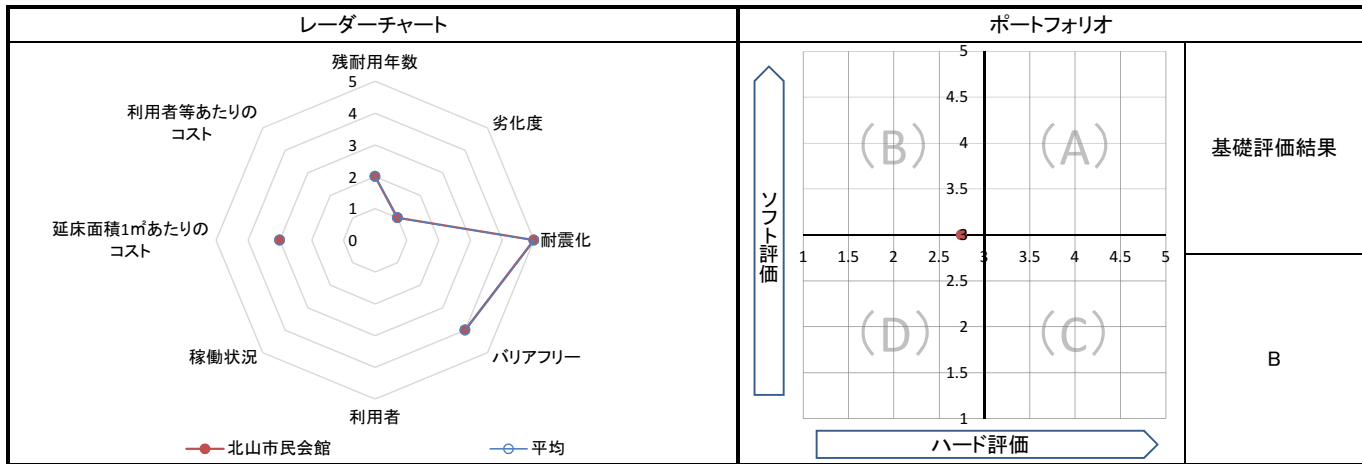 レーダーチャート
残耐用年数
劣化度
耐震化
バリアフリー
利用者
稼働状況
延床面積1㎡あたりの
コスト
利用者等あたりの
コスト
5
4
3
2
1
0
北山市民会館
平均
ポートフォリオ
ソフト評価
5
4.5
4
3.5
3
2.5
2
1.5
1
1 1.5 2 2.5 3 3.5 4 4.5 5
(B)
(A)
(D)
(C)
ハード評価
基礎評価結果
B